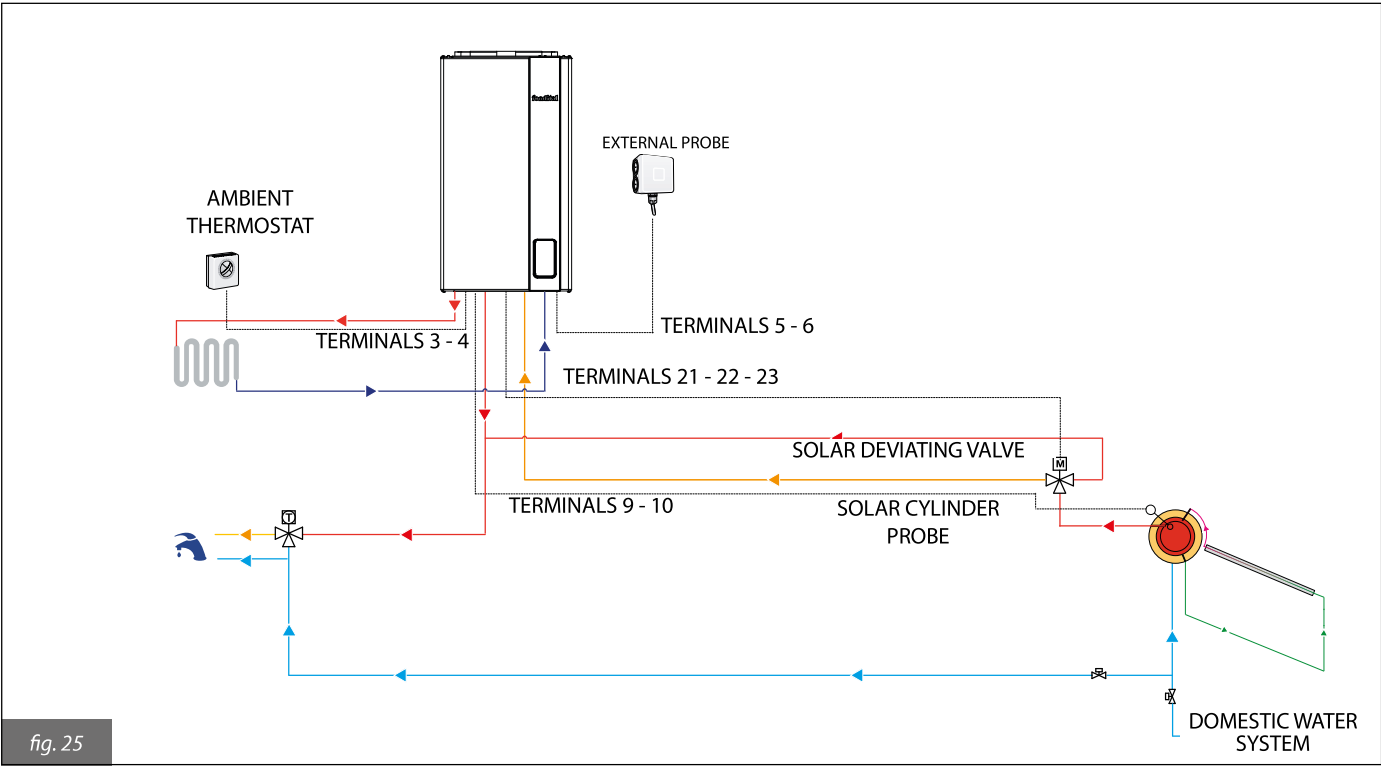 EXTERNAL PROBE
AMBIENT
THERMOSTAT
TERMINALS 5 - 6
TERMINALS 3 - 4
TERMINALS 21 - 22 - 23
SOLAR DEVIATING VALVE
M
TERMINALS 9 - 10
SOLAR CYLINDER
PROBE
T
DOMESTIC WATER
SYSTEM
fig. 25